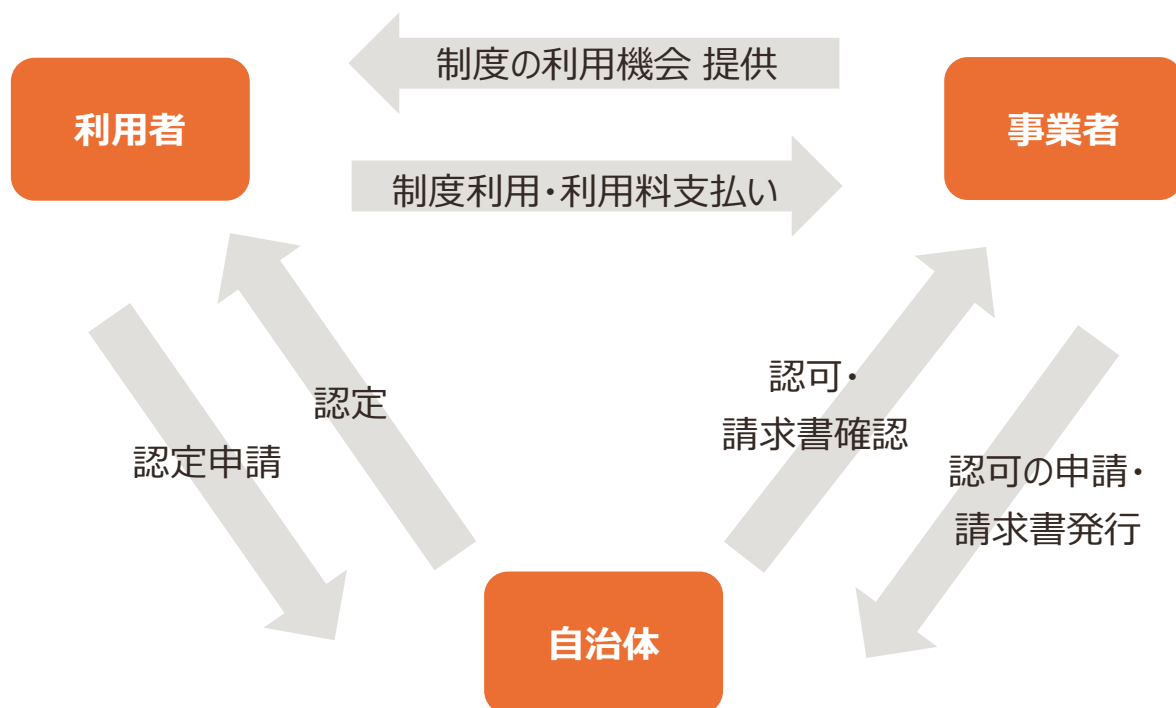 制度の利用機会 提供
利用者
事業者
制度利用・利用料支払い
認定
認定申請
認可・
請求書確認
認可の申請・
請求書発行
自治体